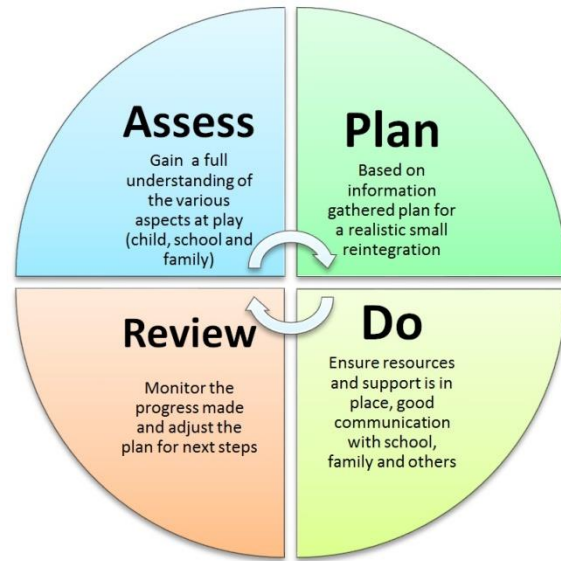 Assess
Gain a full
understanding of
the various
aspects at play
(child, school and
family)
Plan
Based on
information
gathered plan for
a realistic small
reintegration
Review
Monitor the
progress made
and adjust the
plan for next steps
Do
Ensure resources
and support is in
place, good
communication
with school,
family and others